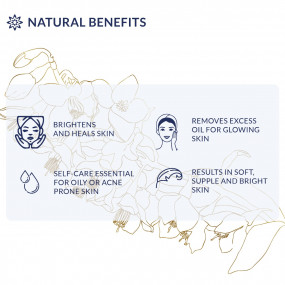 NATURAL BENEFITS
BRIGHTENS
AND HEALS SKIN
REMOVES EXCESS
OIL FOR GLOWING
SKIN
SELF-CARE ESSENTIAL
FOR OILY OR ACNE
PRONE SKIN
RESULTS IN SOFT,
SUPPLE AND BRIGHT
SKIN